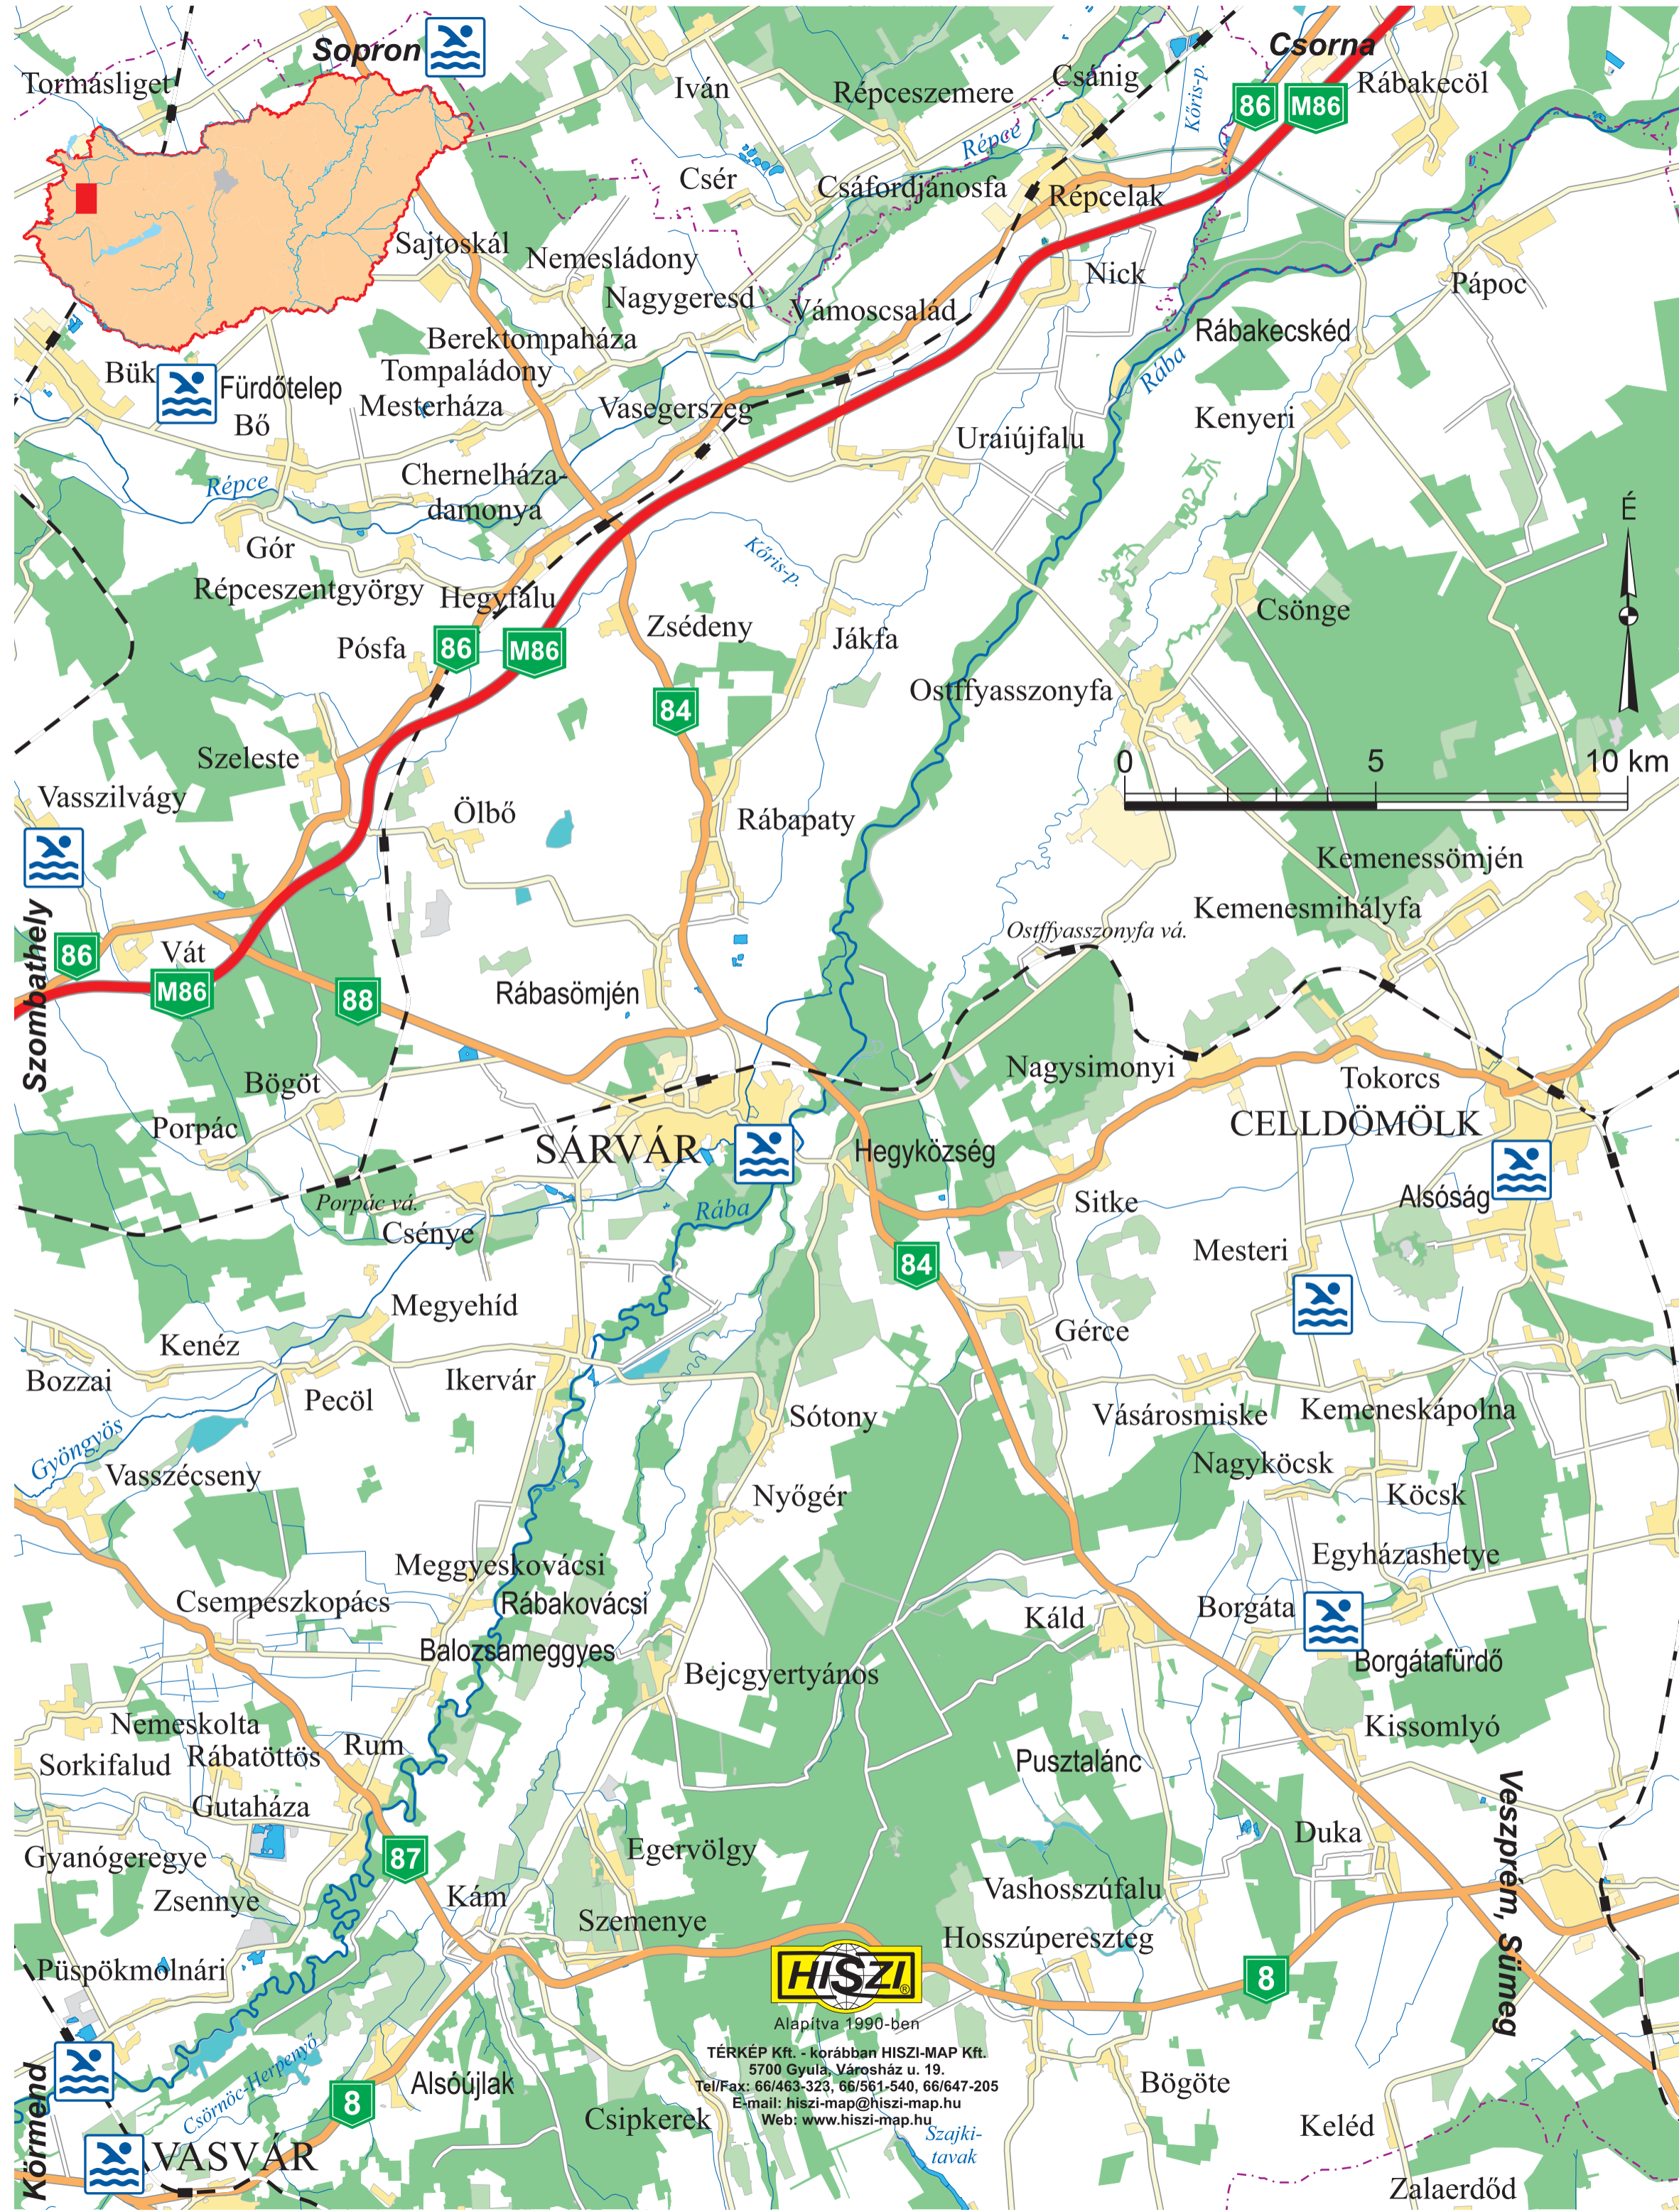 Sopron
Csorna
Tormásliget
Iván
Répceszemere
Csánig
Kőris-p.
86
M86
Rábakecöl
Répce
Csér
Csáfordjánosfa
Répcelak
Sajtoskál
Nemesládony
Nick
Pápoc
Nagygeresd
Vámoscsalád
Rábakecskéd
Berektompaháza
Bük
Fürdőtelep
Tompaládony
Rába
Bő
Mesterháza
Vasegerszeg
Kenyeri
Uraiújfalu
Répce
Chernelháza-
damonya
É
Gór
Kőris-p.
Répceszentgyörgy
Hegyfalu
Csönge
Pósfa
86
M86
Zsédeny
Jákfa
84
Ostffyasszonyfa
Szeleste
0
5
10 km
Vasszilvágy
Ölbő
Rábapaty
Kemenessömjén
Kemenesmihályfa
Szombathely
86
Vát
Ostffyasszonyfa vá.
M86
88
Rábasömjén
Bögöt
Nagysimonyi
Tokorcs
Porpác
SÁRVÁR
CELLDÖMÖLK
Hegyközség
Porpác vá.
Csénye
Rába
Sitke
Alsóság
Mesteri
84
Megyehíd
Kenéz
Gérce
Bozzai
Pecöl
Ikervár
Sótony
Vásárosmiske
Kemeneskápolna
Gyöngyös
Vasszécseny
Nagyköcsk
Nyőgér
Köcsk
Meggyeskovácsi
Egyházashetye
Csempeszkopács
Rábakovácsi
Káld
Borgáta
Balozsameggyes
Borgátafürdő
Bejcgyertyános
Nemeskolta
Kissomlyó
Sorkifalud
Rábatöttös
Rum
Pusztalánc
Gutaháza
Veszprém, Sümeg
Gyanógeregye
87
Egervölgy
Duka
Zsennye
Kám
Vashosszúfalu
Szemenye
Hosszúpereszteg
Püspökmolnári
HISZI
®
8
Alapítva 1990-ben
TÉRKÉP Kft. - korábban HISZI-MAP Kft.
5700 Gyula, Városház u. 19.
Tel/Fax: 66/463-323, 66/561-540, 66/647-205
E-mail: hiszi-map@hiszi-map.hu
Web: www.hiszi-map.hu
Körmend
Csörnöc-Herpenyő
8
Alsóújlak
Csipkerek
Bögöte
Szajki-
tavak
Keléd
VASVÁR
Zalaerdőd